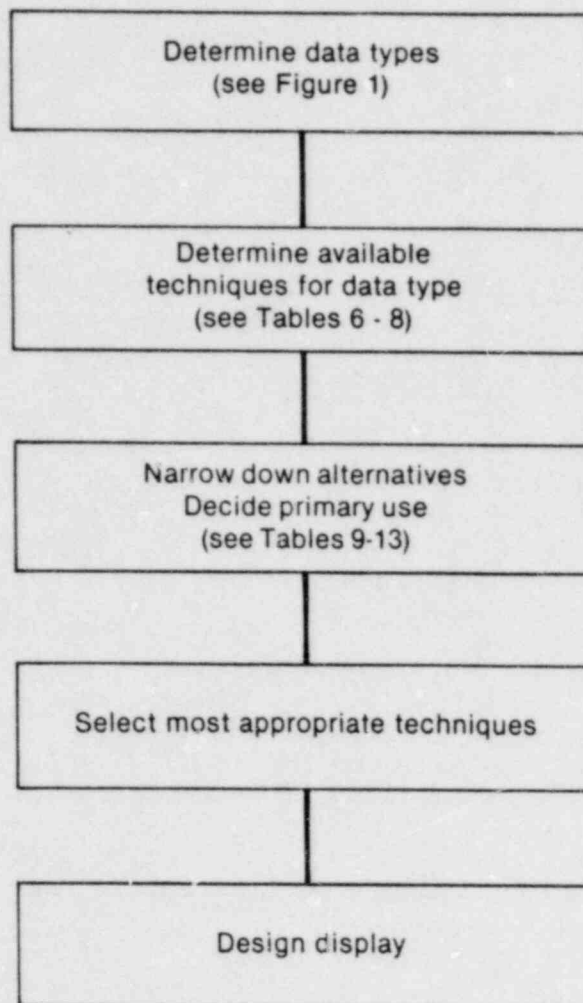 Determine data types
(see Figure 1)
Determine available
techniques for data type
(see Tables 6 - 8)
Narrow down alternatives
Decide primary use
(see Tables 9-13)
Select most appropriate techniques
Design display